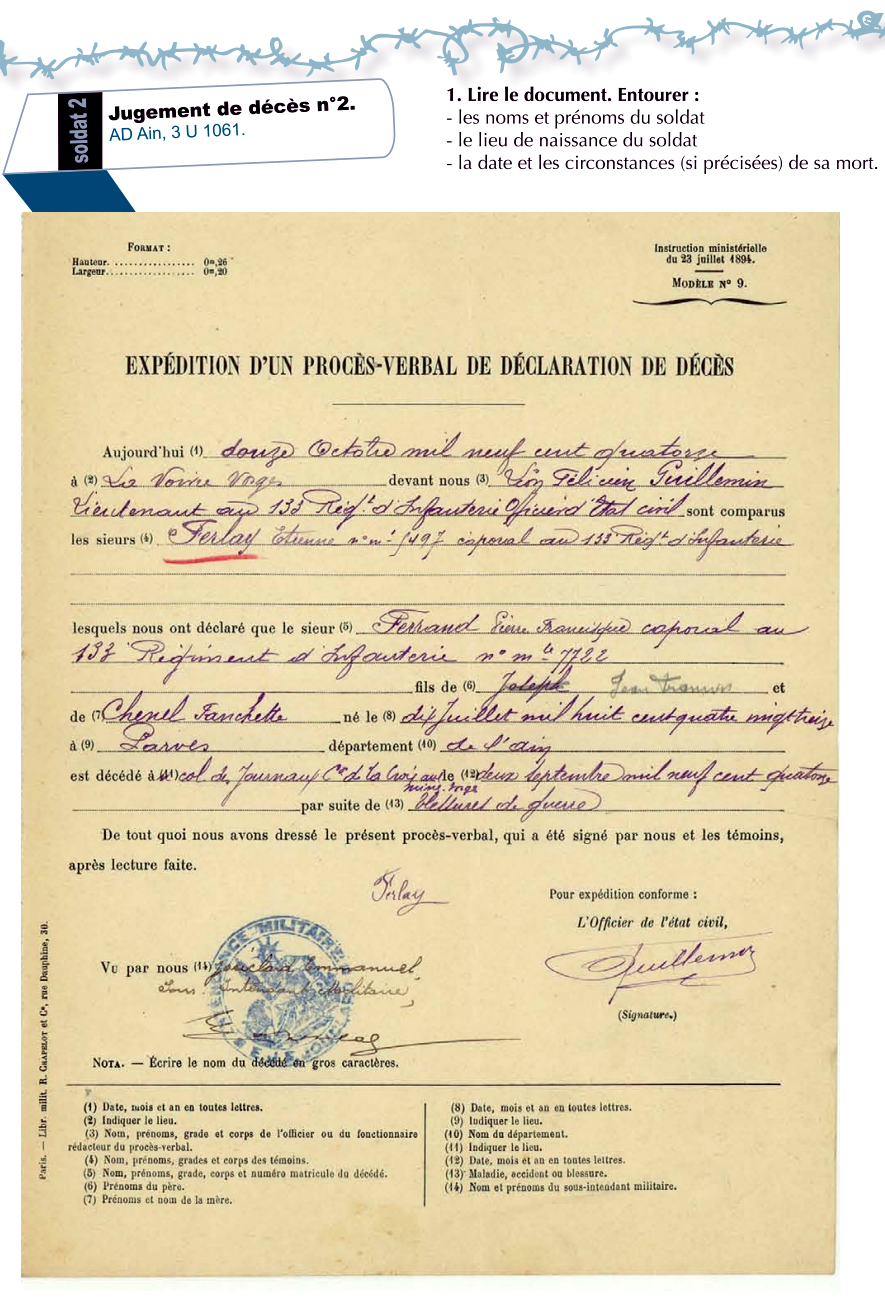 soldat 2
Jugement de décès n°2.
AD Ain, 3 U 1061.
1. Lire le document. Entourer :
- les noms et prénoms du soldat
- le lieu de naissance du soldat
- la date et les circonstances (si précisées) de sa mort.
FORMAT :
Hauteur. ................. 0m,26
Largeur................... 0m,20
Instruction ministérielle
du 23 juillet 1894.
MODÈLE N° 9.
EXPÉDITION D'UN PROCÈS-VERBAL DE DÉCLARATION DE DÉCÈS
Aujourd'hui (1) douze Octobre mil neuf cent quatorze
à (2) La Voivre Vosges devant nous (3) Léon Félicien Guillemin
Lieutenant au 133 Régt d'Infanterie Officier d'Etat civil sont comparus
les sieurs (4) Ferlay Etienne n° ml 5497 caporal au 133 Régt d'Infanterie
lesquels nous ont déclaré que le sieur (5) Ferrand Pierre Francisque caporal au
133 Régiment d'Infanterie n° mle 7722
fils de (6) Joseph Jean François et
de (7) Chenel Fanchette né le (8) dix Juillet mil huit cent quatre vingt treize
à (9) Parves département (10) de l'ain
est décédé à (11) col de Journaux Cne de La Croix aux le (12) deux septembre mil neuf cent quatorze
mines Vosges
par suite de (13) blessures de guerre
De tout quoi nous avons dressé le présent procès-verbal, qui a été signé par nous et les témoins,
après lecture faite.
Ferlay
Pour expédition conforme :
L'Officier de l'état civil,
Vu par nous (14) Emmanuel
Sous Intendant Militaire
Guillemin
(Signature.)
NOTA. — Écrire le nom du décédé en gros caractères.
Paris. — Libr. milit. R. CHAPELOT et Ce, rue Dauphine, 30.
(1) Date, mois et an en toutes lettres.
(2) Indiquer le lieu.
(3) Nom, prénoms, grade et corps de l'officier ou du fonctionnaire
rédacteur du procès-verbal.
(4) Nom, prénoms, grades et corps des témoins.
(5) Nom, prénoms, grade, corps et numéro matricule du décédé.
(6) Prénoms du père.
(7) Prénoms et nom de la mère.
(8) Date, mois et an en toutes lettres.
(9) Indiquer le lieu.
(10) Nom du département.
(11) Indiquer le lieu.
(12) Date, mois et an en toutes lettres.
(13) Maladie, accident ou blessure.
(14) Nom et prénoms du sous-intendant militaire.